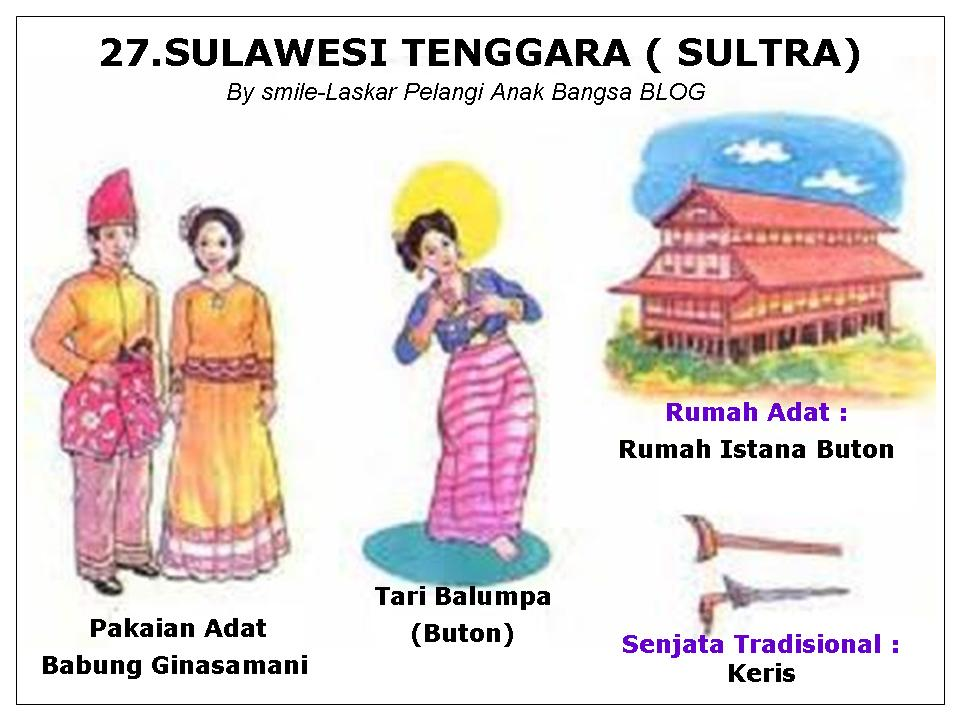 27.SULAWESI TENGGARA ( SULTRA)
By smile-Laskar Pelangi Anak Bangsa BLOG
Pakaian Adat
Babung Ginasamani
Tari Balumpa
(Buton)
Rumah Adat :
Rumah Istana Buton
Senjata Tradisional :
Keris